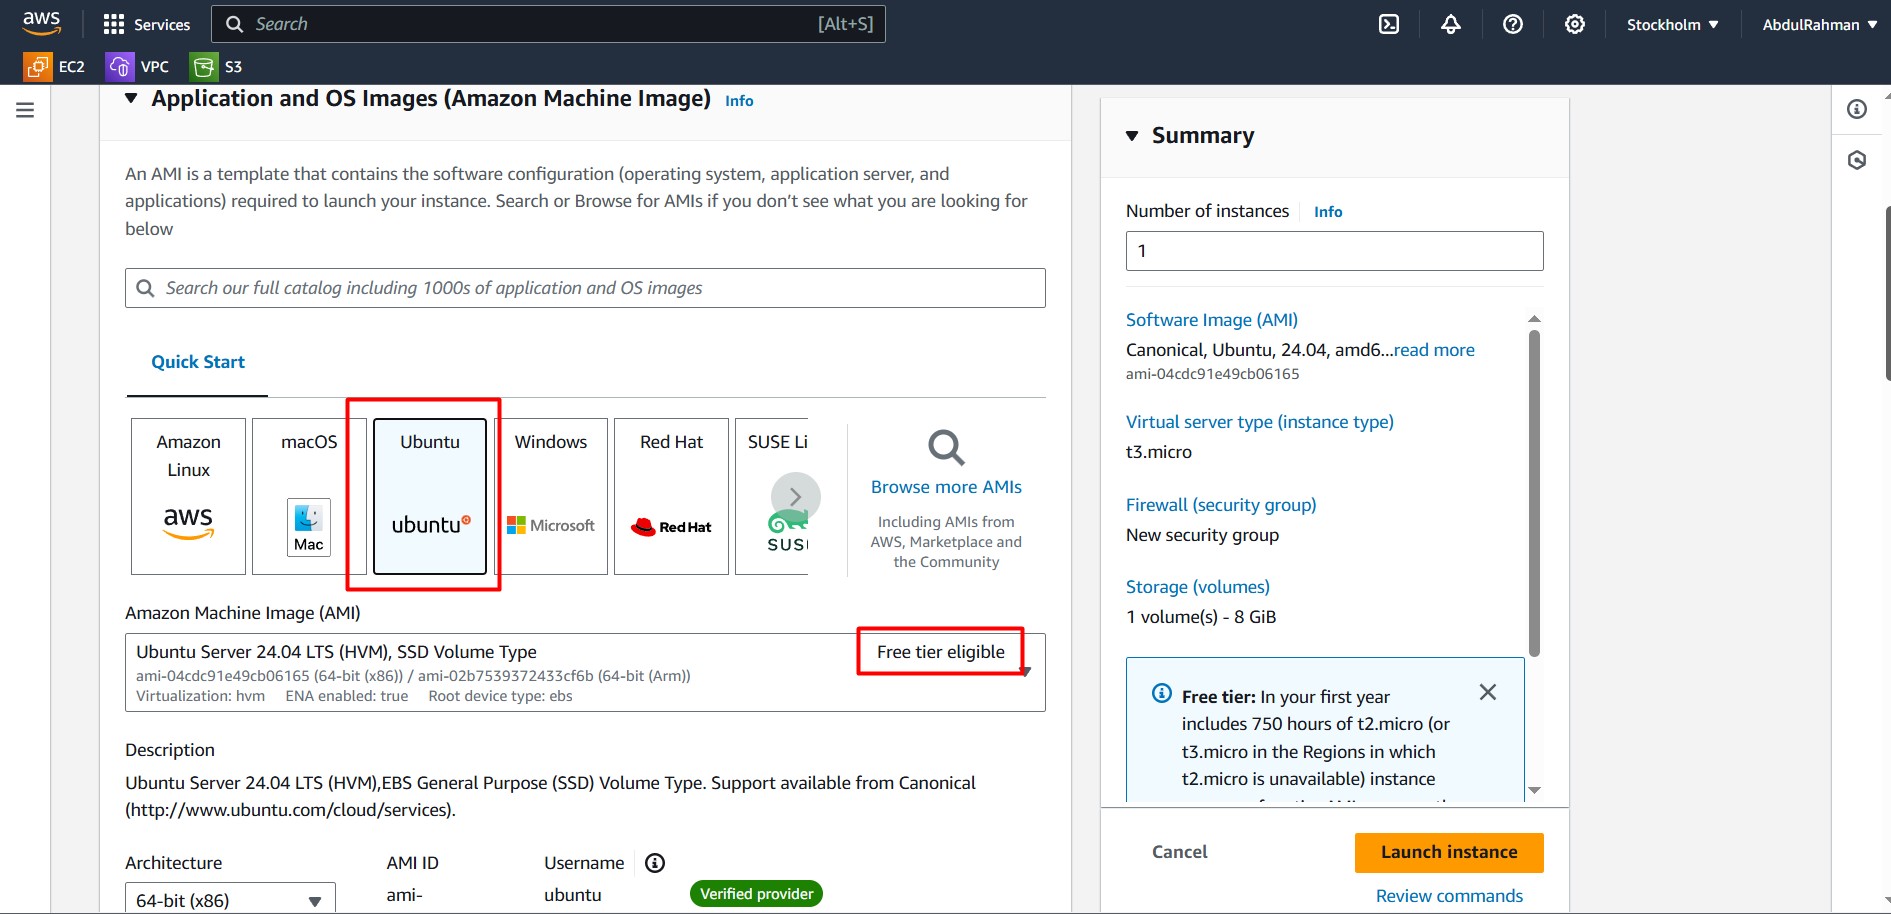 aws
Services
Search
[Alt+S]
Stockholm
AbdulRahman
EC2
VPC
S3
Application and OS Images (Amazon Machine Image) Info
An AMI is a template that contains the software configuration (operating system, application server, and
applications) required to launch your instance. Search or Browse for AMIs if you don't see what you are looking for
below
Search our full catalog including 1000s of application and OS images
Quick Start
Amazon
Linux
aws
macOS
Mac
Ubuntu
ubuntu
Windows
Microsoft
Red Hat
Red Hat
SUSE Li
SUS
Browse more AMIs
Including AMIs from
AWS, Marketplace and
the Community
Amazon Machine Image (AMI)
Ubuntu Server 24.04 LTS (HVM), SSD Volume Type
Free tier eligible
ami-04cdc91e49cb06165 (64-bit (x86)) / ami-02b7539372433cf6b (64-bit (Arm))
Virtualization: hvm ENA enabled: true Root device type: ebs
Description
Ubuntu Server 24.04 LTS (HVM),EBS General Purpose (SSD) Volume Type. Support available from Canonical
(http://www.ubuntu.com/cloud/services).
Architecture
64-bit (x86)
AMI ID
ami-
Username
ubuntu
Verified provider
Summary
Number of instances Info
1
Software Image (AMI)
Canonical, Ubuntu, 24.04, amd6...read more
ami-04cdc91e49cb06165
Virtual server type (instance type)
t3.micro
Firewall (security group)
New security group
Storage (volumes)
1 volume(s) - 8 GiB
Free tier: In your first year
includes 750 hours of t2.micro (or
t3.micro in the Regions in which
t2.micro is unavailable) instance
Cancel
Launch instance
Review commands